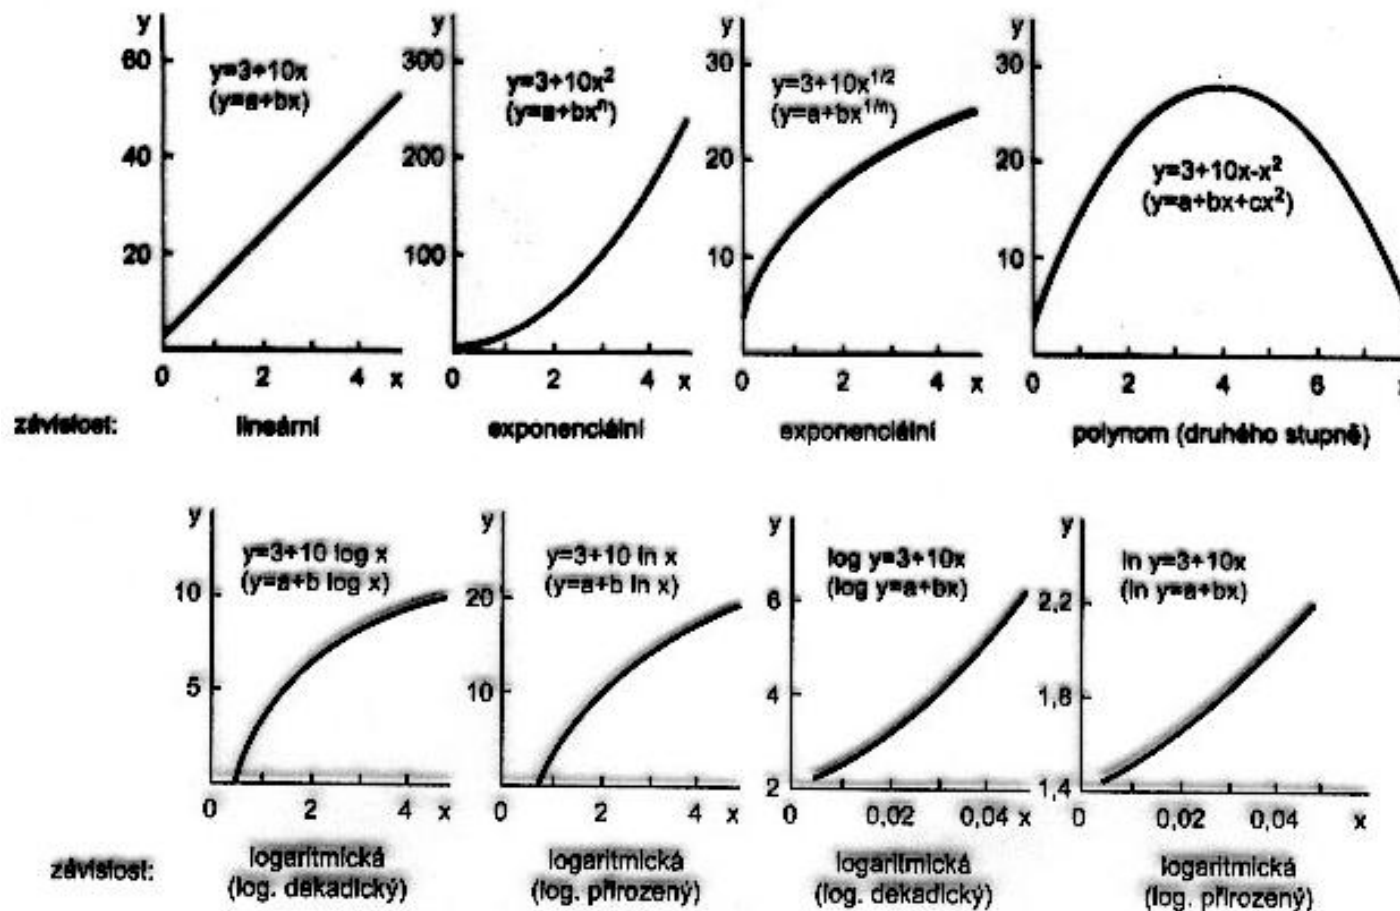 y
60
40
20
y=3+10x
(y=a+bx)
0 2 4 x
y
300
200
100
y=3+10x²
(y=a+bxⁿ)
0 2 4 x
y
30
20
10
y=3+10x^1/2
(y=a+bx^1/n)
0 2 4 x
y
30
20
10
y=3+10x-x²
(y=a+bx+cx²)
0 2 4 6
závislost: lineární exponenciální exponenciální polynom (druhého stupně)
y
10
5
y=3+10 log x
(y=a+b log x)
0 2 4 x
y
20
10
y=3+10 ln x
(y=a+b ln x)
0 2 4 x
y
6
4
2
log y=3+10x
(log y=a+bx)
0 0,02 0,04 x
y
2,2
1,8
1,4
ln y=3+10x
(ln y=a+bx)
0 0,02 0,04 x
závislost: logaritmická logaritmická logaritmická logaritmická
(log. dekadický) (log. přirozený) (log. dekadický) (log. přirozený)